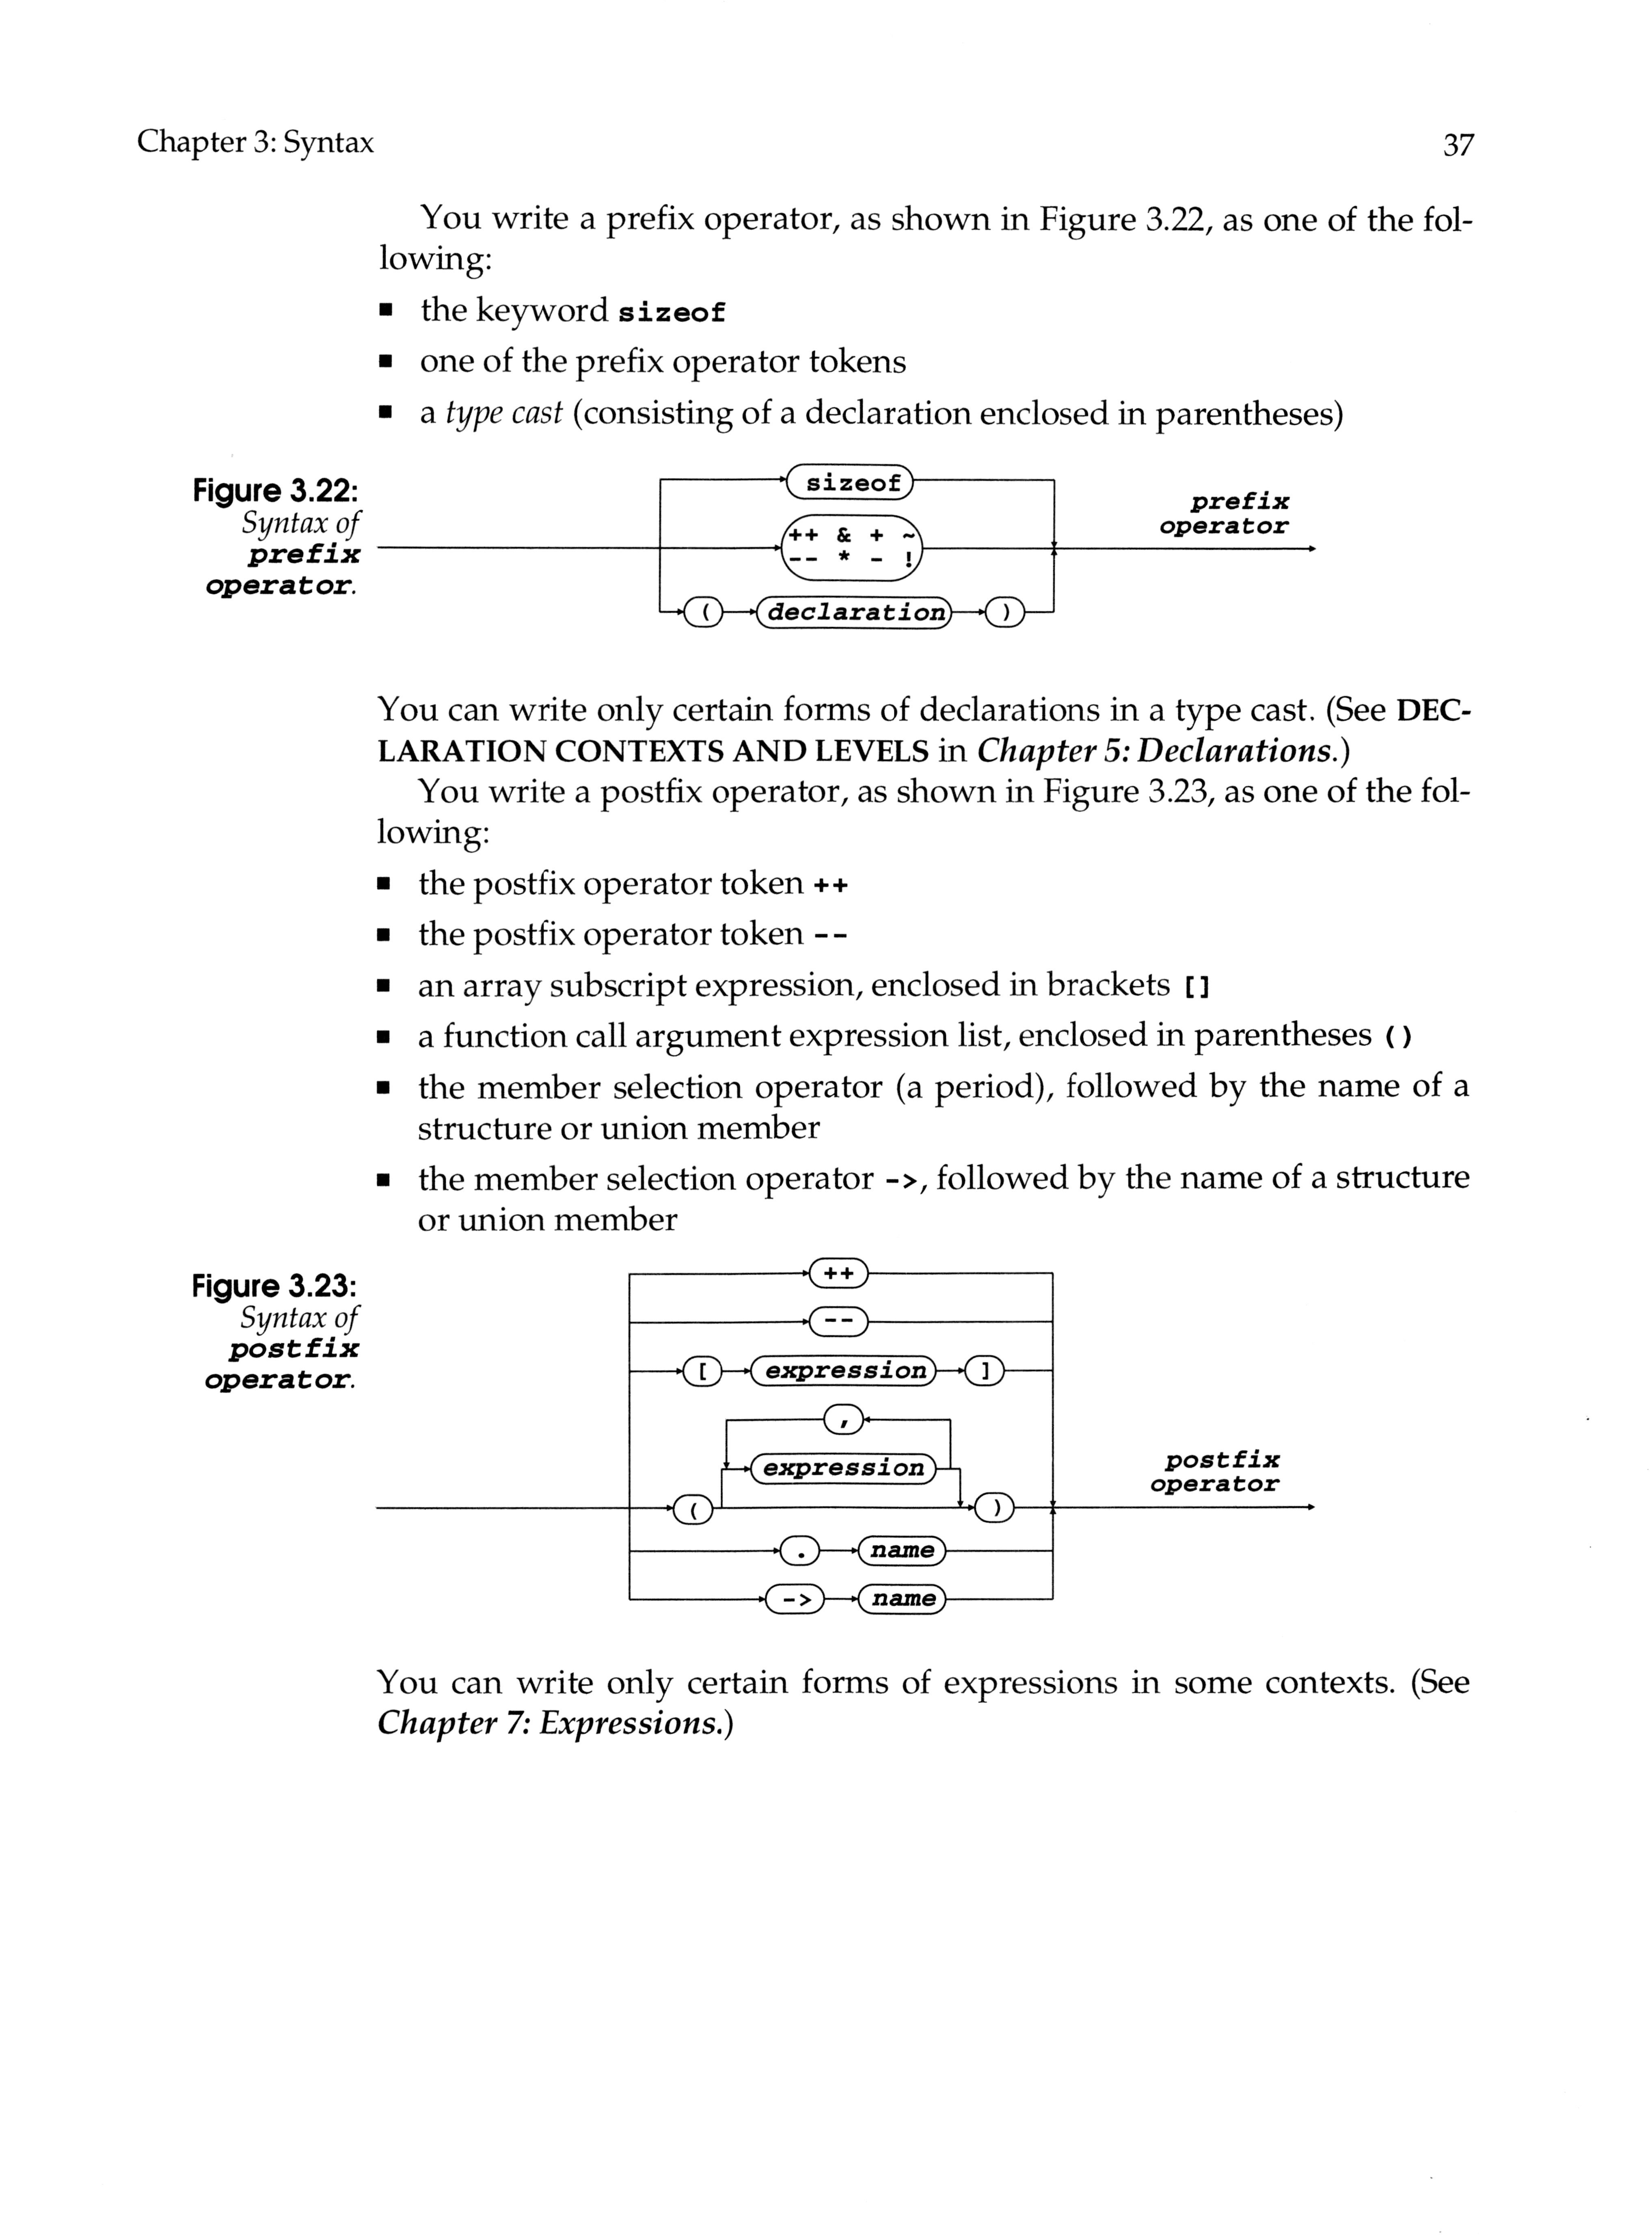 Chapter 3: Syntax 37
You write a prefix operator, as shown in Figure 3.22, as one of the fol-
lowing:
■ the keyword sizeof
■ one of the prefix operator tokens
■ a type cast (consisting of a declaration enclosed in parentheses)
Figure 3.22:
Syntax of
prefix
operator.
sizeof
++ & + ~
-- * - !
( declaration )
prefix
operator
You can write only certain forms of declarations in a type cast. (See DEC-
LARATION CONTEXTS AND LEVELS in Chapter 5: Declarations.)
You write a postfix operator, as shown in Figure 3.23, as one of the fol-
lowing:
■ the postfix operator token ++
■ the postfix operator token --
■ an array subscript expression, enclosed in brackets []
■ a function call argument expression list, enclosed in parentheses ()
■ the member selection operator (a period), followed by the name of a
structure or union member
■ the member selection operator ->, followed by the name of a structure
or union member
Figure 3.23:
Syntax of
postfix
operator.
++
--
[ expression ]
,
expression
( )
. name
-> name
postfix
operator
You can write only certain forms of expressions in some contexts. (See
Chapter 7: Expressions.)